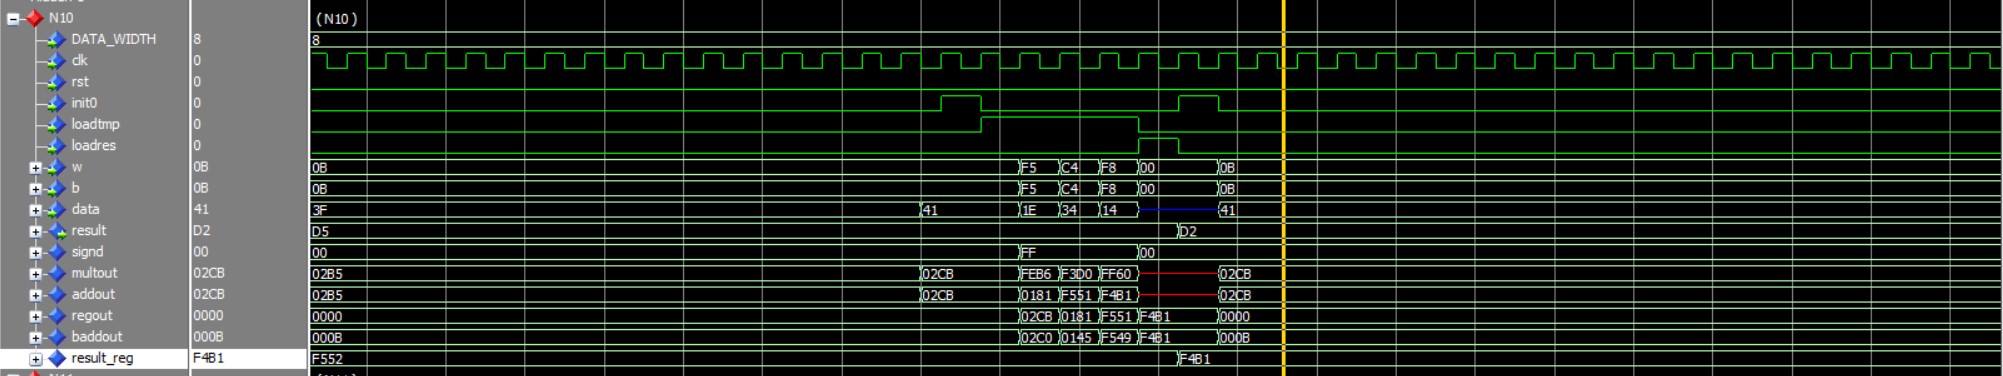 N10 (N10)
DATA_WIDTH 8 8
clk 0
rst 0
init0 0
loadtmp 0
loadres 0
w 0B 0B F5 C4 F8 00 0B
b 0B 0B F5 C4 F8 00 0B
data 41 3F 41 1E 34 14 41
result D2 D5 D2
signd 00 00 FF 00
multout 02CB 02B5 02CB FEB6 F3D0 FF60 02CB
addout 02CB 02B5 02CB 0181 F551 F4B1 02CB
regout 0000 0000 02CB 0181 F551 F4B1 0000
baddout 000B 000B 02C0 0145 F549 F4B1 000B
result_reg F4B1 F552 F4B1